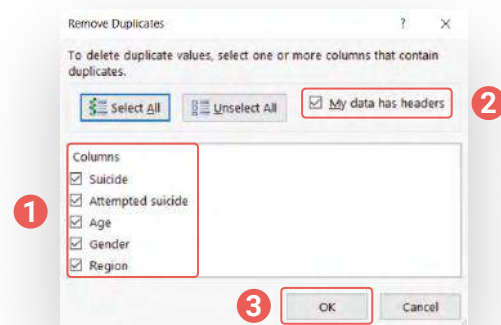 Remove Duplicates ? ×
To delete duplicate values, select one or more columns that contain
duplicates.
Select All Unselect All My data has headers 2
Columns
Suicide
Attempted suicide
1 Age
Gender
Region
3 OK Cancel